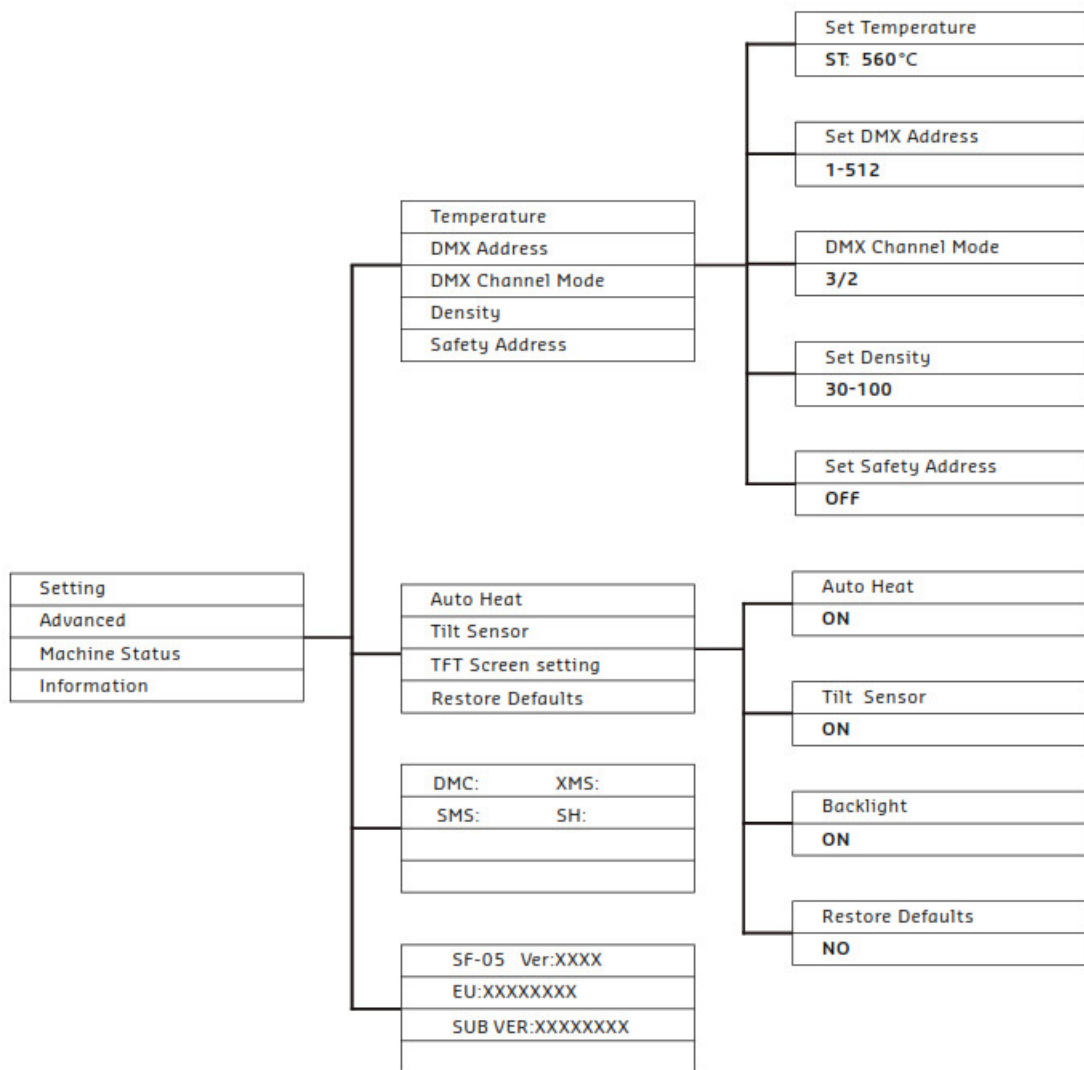 Setting
Advanced
Machine Status
Information
Temperature
DMX Address
DMX Channel Mode
Density
Safety Address
Set Temperature
ST: 560°C
Set DMX Address
1-512
DMX Channel Mode
3/2
Set Density
30-100
Set Safety Address
OFF
Auto Heat
Tilt Sensor
TFT Screen setting
Restore Defaults
Auto Heat
ON
Tilt Sensor
ON
Backlight
ON
Restore Defaults
NO
DMC: XMS:
SMS: SH:
SF-05 Ver:XXXX
EU:XXXXXXXX
SUB VER:XXXXXXXX